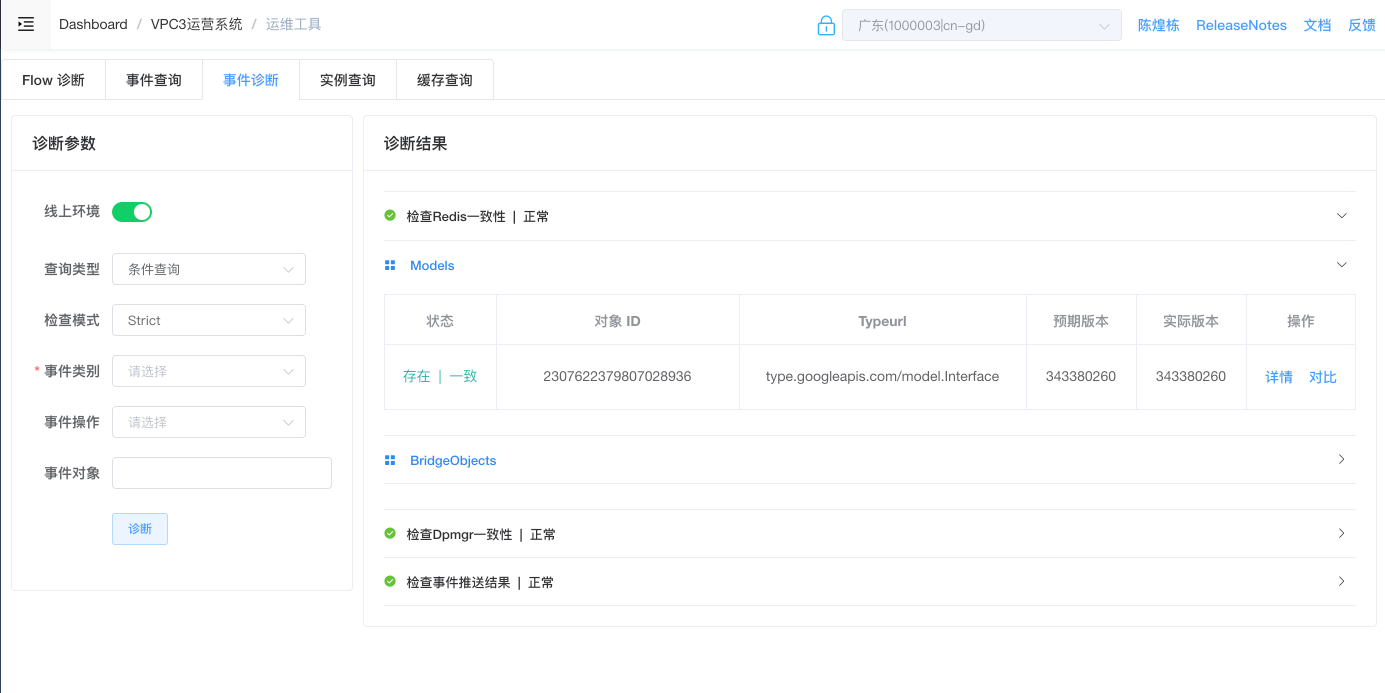 Dashboard / VPC3运营系统 / 运维工具
广东(1000003|cn-gd) 陈煌栋 ReleaseNotes 文档 反馈
Flow 诊断 事件查询 事件诊断 实例查询 缓存查询
诊断参数
线上环境
查询类型 条件查询
检查模式 Strict
* 事件类别 请选择
事件操作 请选择
事件对象
诊断
诊断结果
检查Redis一致性 | 正常
Models
状态 对象 ID Typeurl 预期版本 实际版本 操作
存在 | 一致 2307622379807028936 type.googleapis.com/model.Interface 343380260 343380260 详情 对比
BridgeObjects
检查Dpmgr一致性 | 正常
检查事件推送结果 | 正常